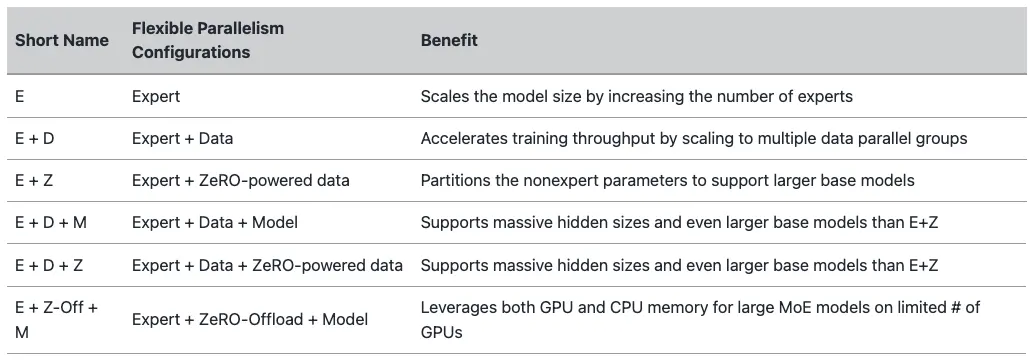 Short Name Flexible Parallelism Configurations Benefit
E Expert Scales the model size by increasing the number of experts
E + D Expert + Data Accelerates training throughput by scaling to multiple data parallel groups
E + Z Expert + ZeRO-powered data Partitions the nonexpert parameters to support larger base models
E + D + M Expert + Data + Model Supports massive hidden sizes and even larger base models than E+Z
E + D + Z Expert + Data + ZeRO-powered data Supports massive hidden sizes and even larger base models than E+Z
E + Z-Off + M Expert + ZeRO-Offload + Model Leverages both GPU and CPU memory for large MoE models on limited # of GPUs